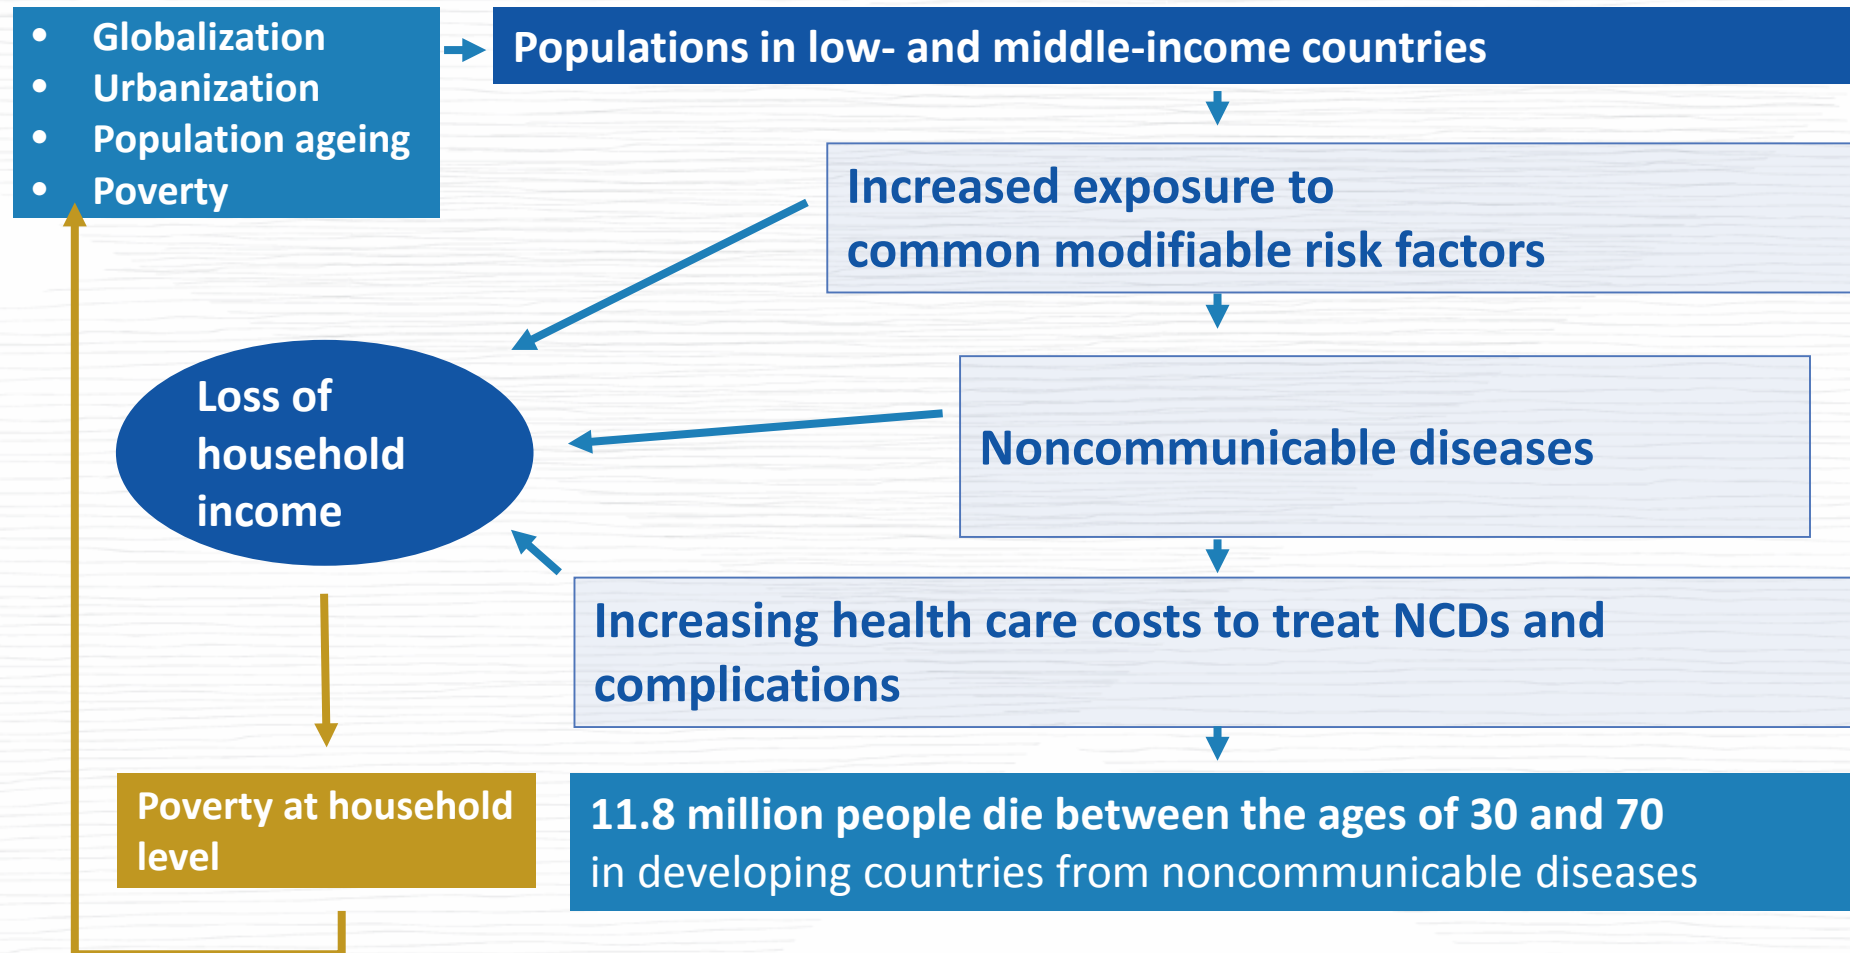 • Globalization
• Urbanization
• Population ageing
• Poverty
Populations in low- and middle-income countries
Increased exposure to
common modifiable risk factors
Loss of
household
income
Noncommunicable diseases
Increasing health care costs to treat NCDs and
complications
Poverty at household
level
11.8 million people die between the ages of 30 and 70
in developing countries from noncommunicable diseases